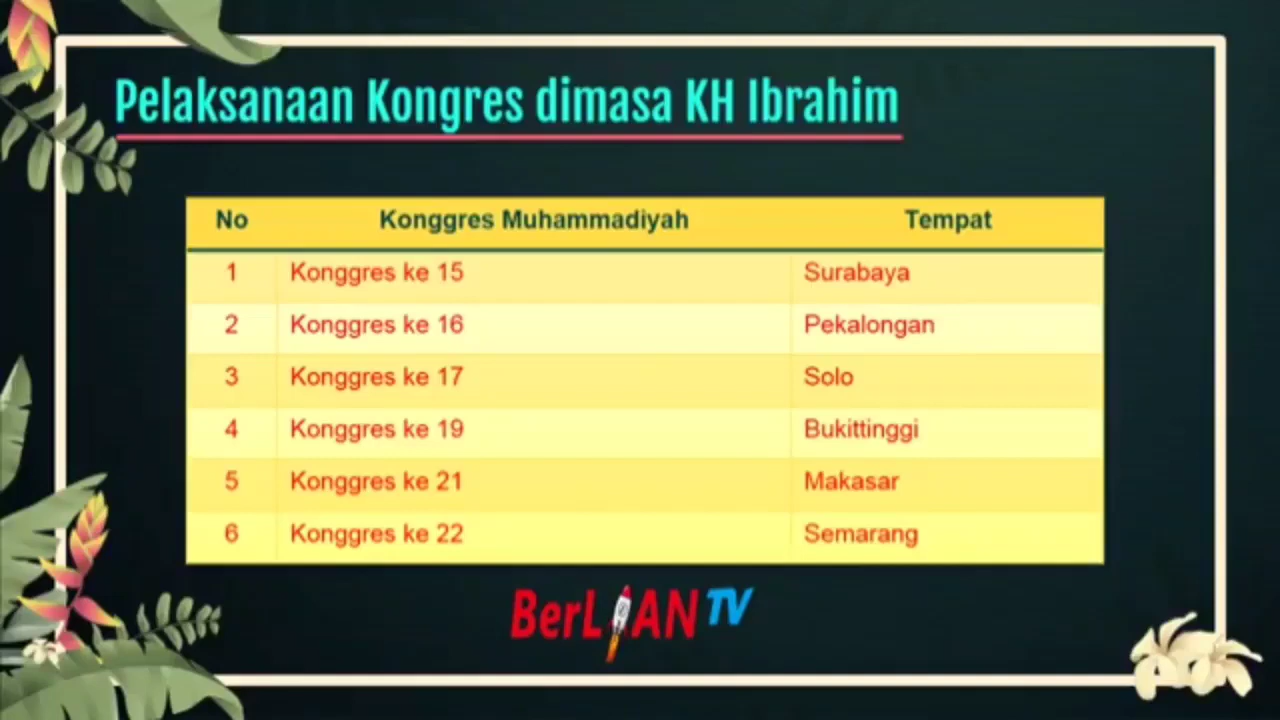 Pelaksanaan Kongres dimasa KH Ibrahim
No Konggres Muhammadiyah Tempat
1 Konggres ke 15 Surabaya
2 Konggres ke 16 Pekalongan
3 Konggres ke 17 Solo
4 Konggres ke 19 Bukittinggi
5 Konggres ke 21 Makasar
6 Konggres ke 22 Semarang
BerLIAN TV